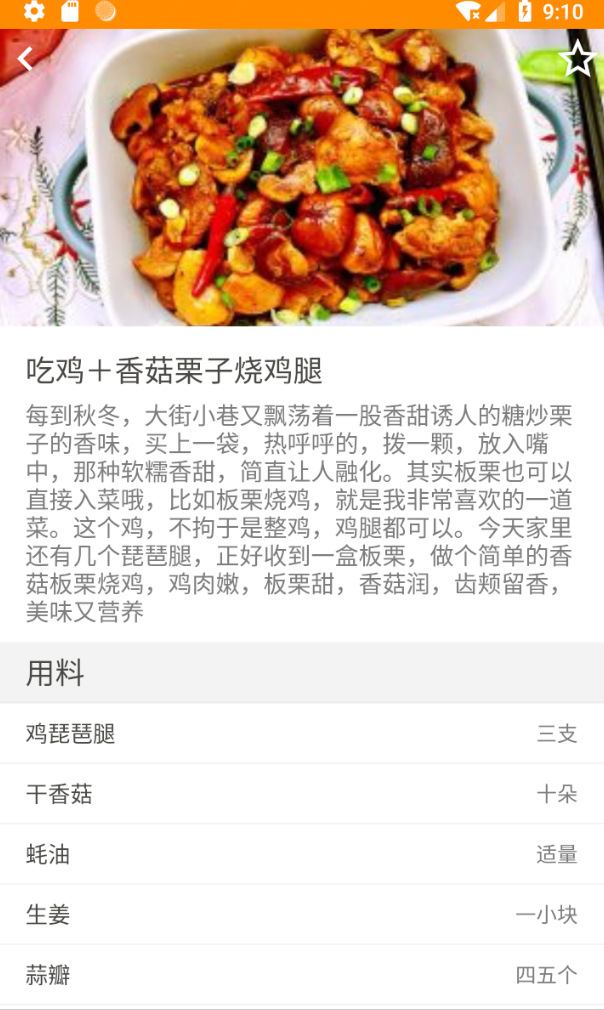 9:10
吃鸡＋香菇栗子烧鸡腿
每到秋冬，大街小巷又飘荡着一股香甜诱人的糖炒栗
子的香味，买上一袋，热呼呼的，拨一颗，放入嘴
中，那种软糯香甜，简直让人融化。其实板栗也可以
直接入菜哦，比如板栗烧鸡，就是我非常喜欢的一道
菜。这个鸡，不拘于是整鸡，鸡腿都可以。今天家里
还有几个琵琶腿，正好收到一盒板栗，做个简单的香
菇板栗烧鸡，鸡肉嫩，板栗甜，香菇润，齿颊留香，
美味又营养
用料
鸡琵琶腿 三支
干香菇 十朵
蚝油 适量
生姜 一小块
蒜瓣 四五个